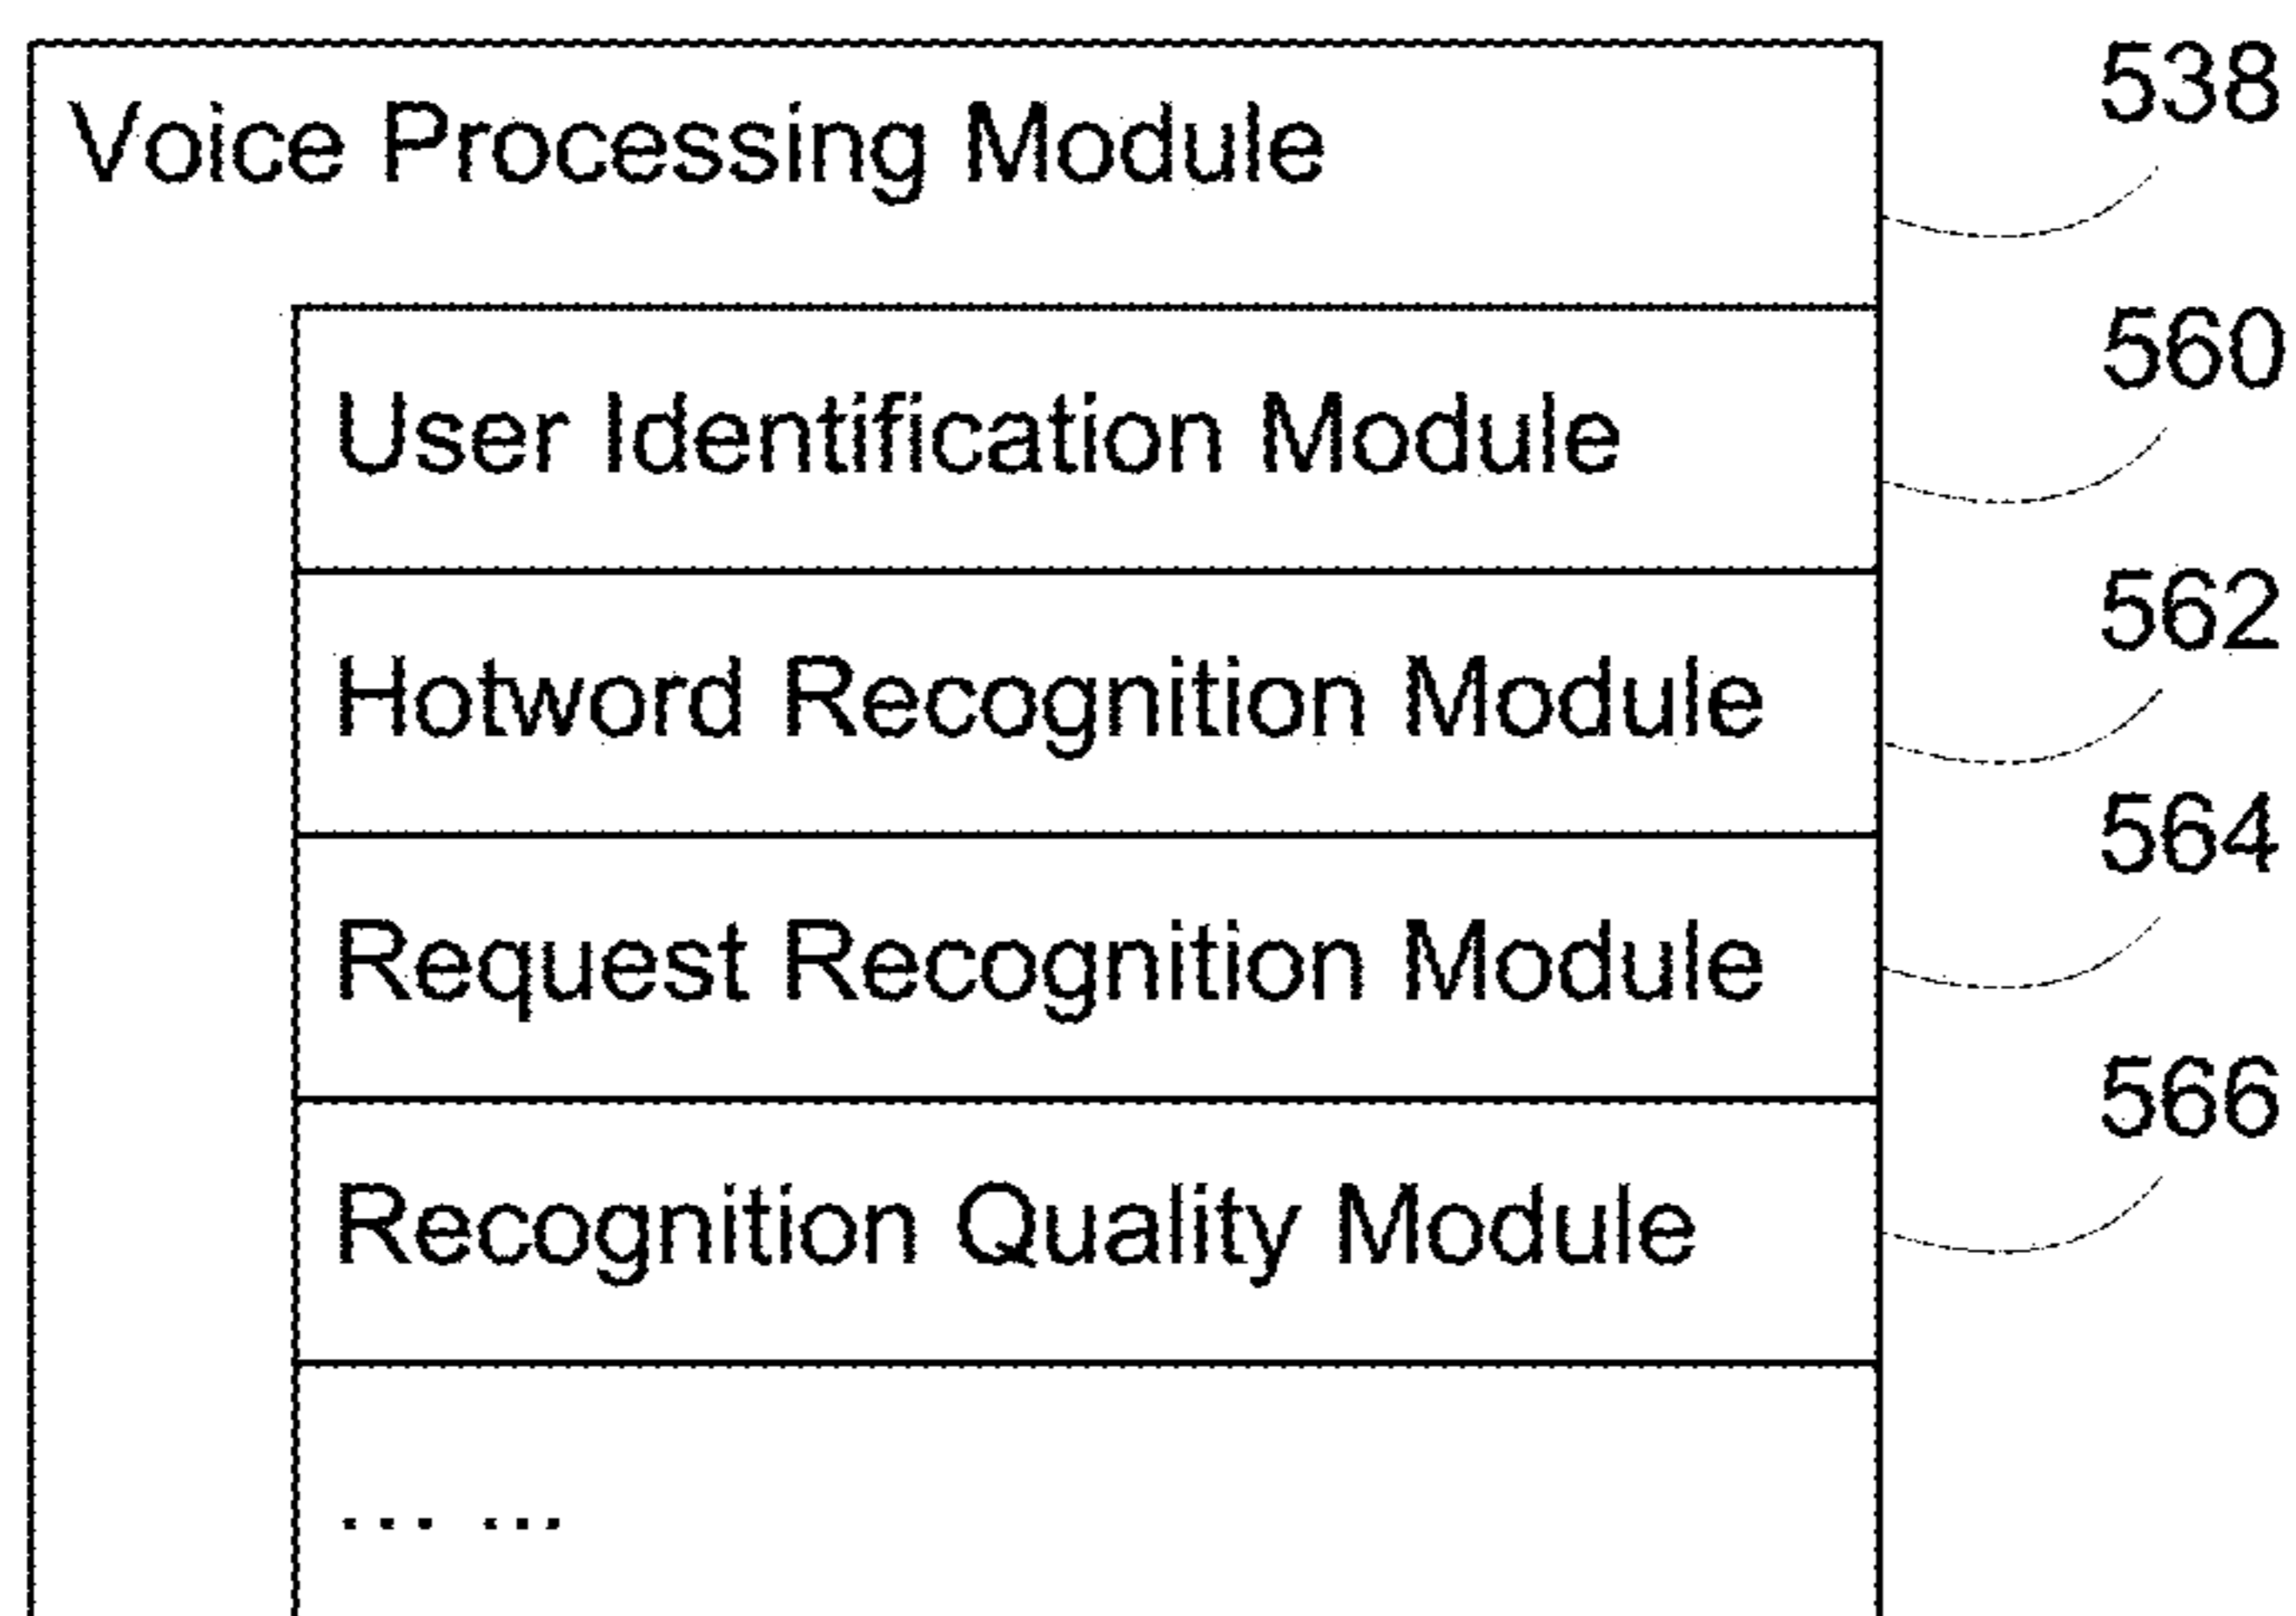 Voice Processing Module 538
User Identification Module 560
Hotword Recognition Module 562
Request Recognition Module 564
Recognition Quality Module 566
... ...